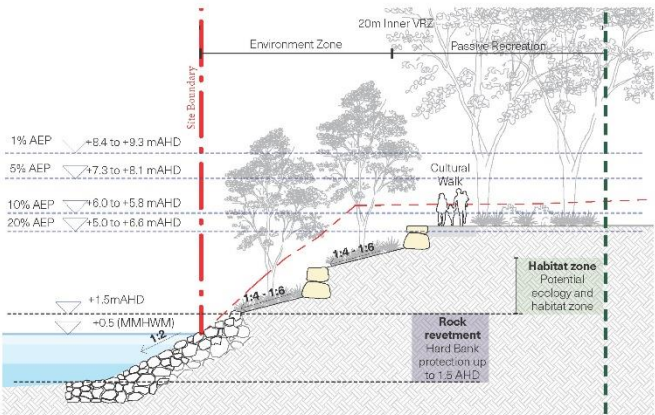 20m Inner VRZ
Environment Zone
Passive Recreation
Site Boundary
1% AEP
+8.4 to +9.3 mAHD
5% AEP
+7.3 to +8.1 mAHD
Cultural
Walk
10% AEP
+6.0 to +5.8 mAHD
20% AEP
+5.0 to +6.6 mAHD
1:4 - 1:6
1:4 - 1:6
Habitat zone
Potential
ecology and
habitat zone
+1.5mAHD
+0.5 (MMHWM)
1:2
Rock
revetment
Hard Bank
protection up
to 1.5 AHD